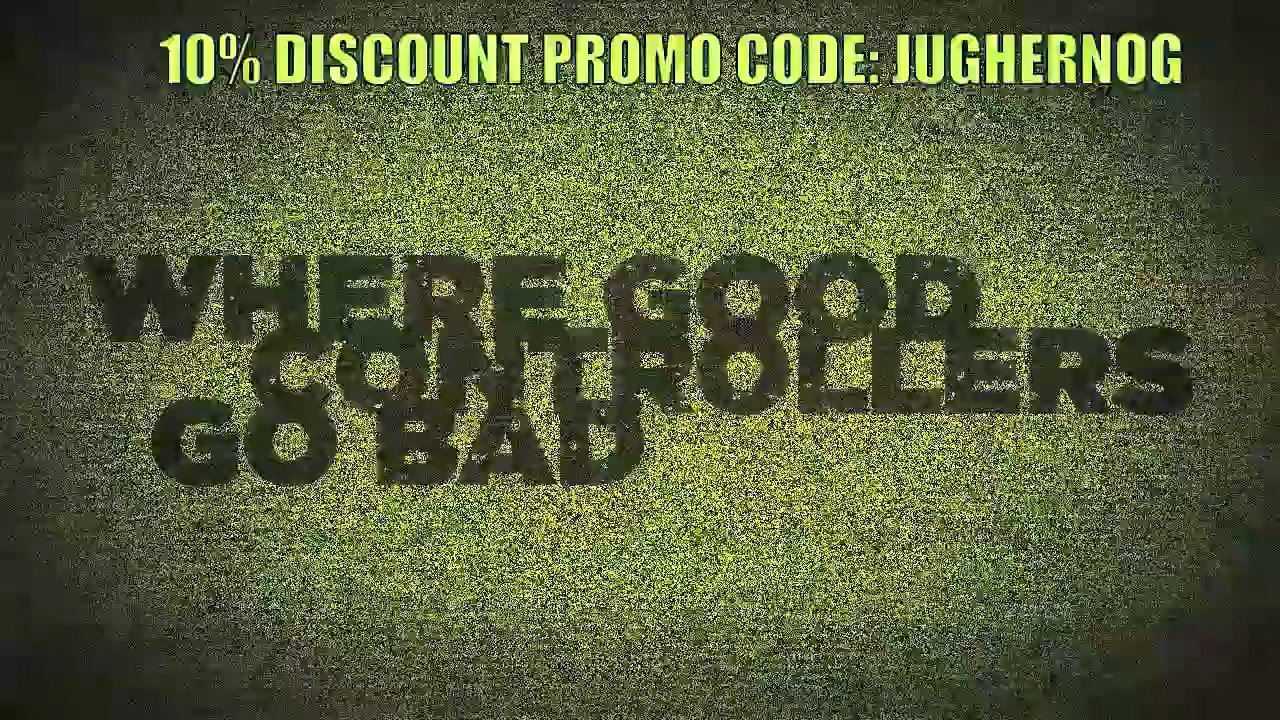 10% DISCOUNT PROMO CODE: JUGHERNOG
WHERE GOOD
CONTROLLERS
GO BAD